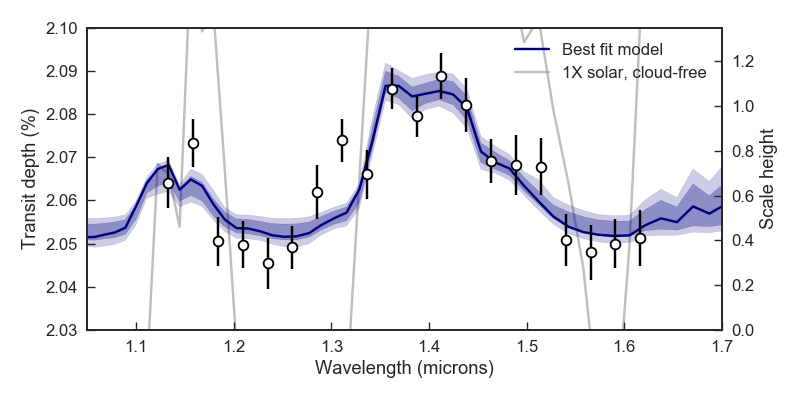 2.10
2.09
2.08
2.07
2.06
2.05
2.04
2.03
Transit depth (%)
Best fit model
1X solar, cloud-free
1.2
1.0
0.8
0.6
0.4
0.2
0.0
Scale height
1.1 1.2 1.3 1.4 1.5 1.6 1.7
Wavelength (microns)